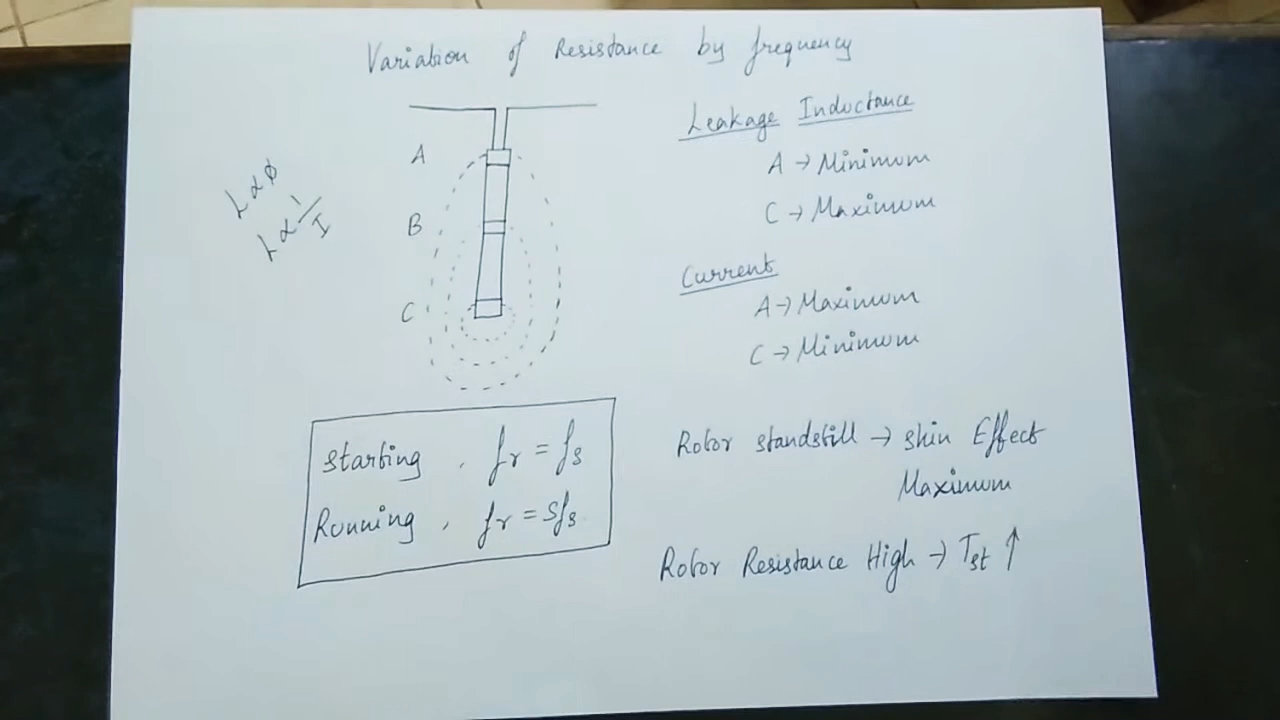 Variation of Resistance by frequency
A
B
C
L α φ
L α 1/I
Leakage Inductance
A → Minimum
C → Maximum
Current
A → Maximum
C → Minimum
Starting , fr = fs
Running , fr = sfs
Rotor standstill → Skin Effect
Maximum
Rotor Resistance High → Tst ↑